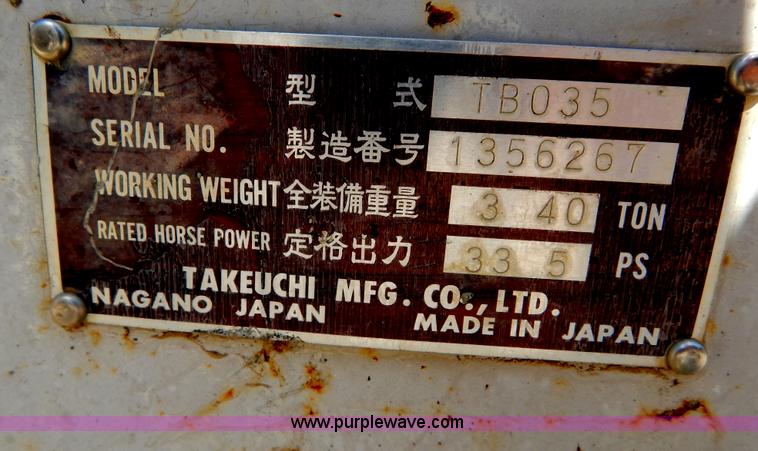 MODEL 型式 TB035
SERIAL NO. 製造番号 1356267
WORKING WEIGHT 全装備重量 3 40 TON
RATED HORSE POWER 定格出力 33 5 PS
TAKEUCHI MFG. CO., LTD.
NAGANO JAPAN MADE IN JAPAN
www.purplewave.com